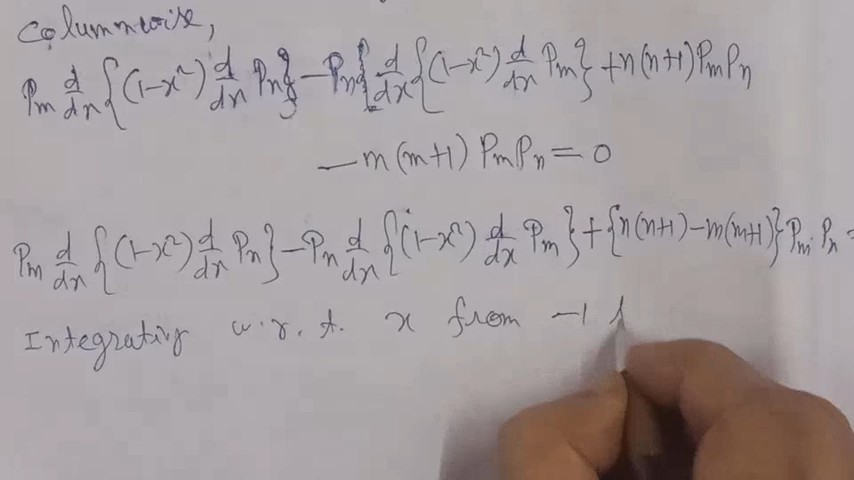 Columnwise,
Pm d/dx {(1-x²) d/dx Pn} - Pn{ d/dx {(1-x²) d/dx Pm} + n(n+1) Pm Pn
- m(m+1) Pm Pn = 0
Pm d/dx {(1-x²) d/dx Pn} - Pn d/dx {(1-x²) d/dx Pm} + {n(n+1) - m(m+1)} Pm. Pn =
Integrating w.r.t. x from -1